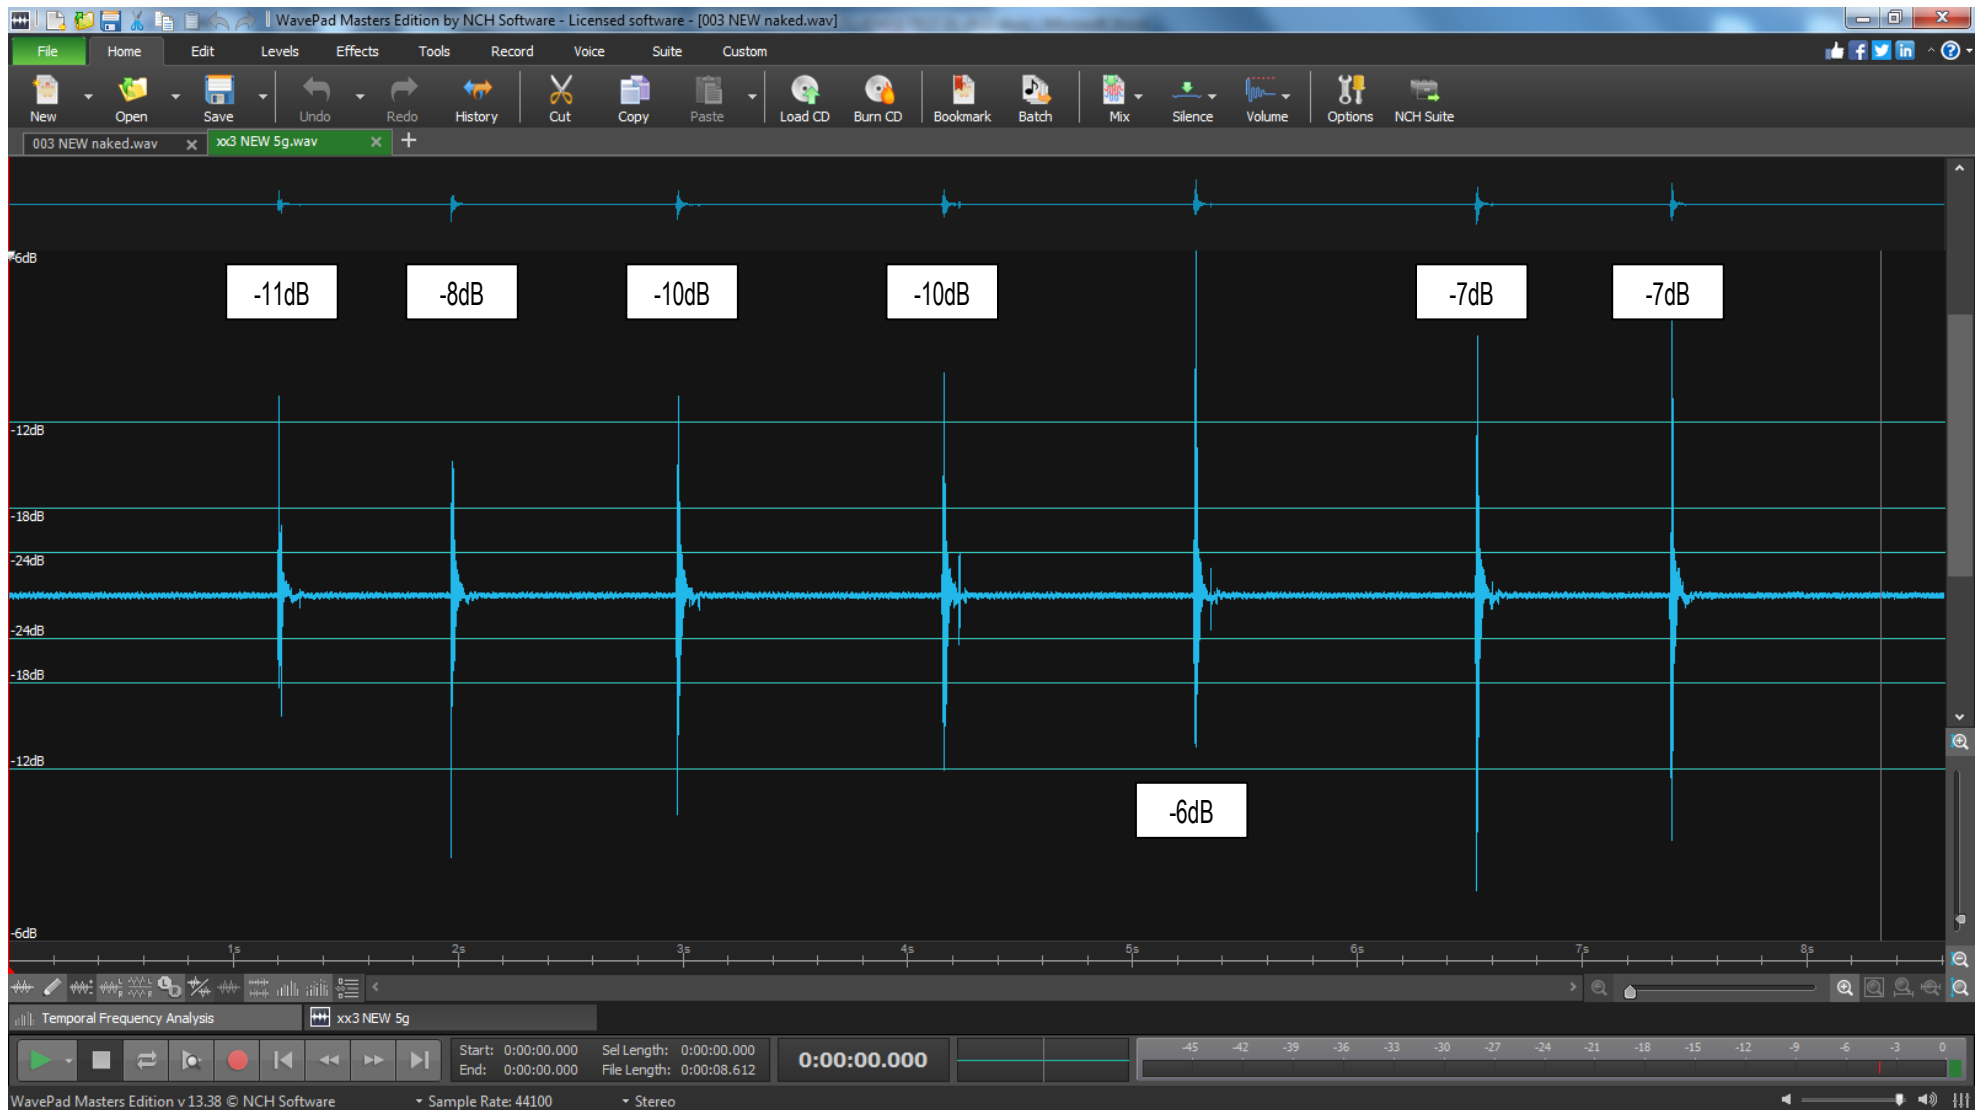 WavePad Masters Edition by NCH Software - Licensed software - [003 NEW naked.wav]
File Home Edit Levels Effects Tools Record Voice Suite Custom
New Open Save Undo Redo History Cut Copy Paste Load CD Burn CD Bookmark Batch Mix Silence Volume Options NCH Suite
003 NEW naked.wav xx3 NEW 5g.wav
-6dB
-11dB -8dB -10dB -10dB -7dB -7dB
-12dB
-18dB
-24dB
-24dB
-18dB
-12dB
-6dB
-6dB
1s 2s 3s 4s 5s 6s 7s 8s
Temporal Frequency Analysis xx3 NEW 5g
Start: 0:00:00.000 Sel Length: 0:00:00.000
End: 0:00:00.000 File Length: 0:00:08.612
0:00:00.000
-45 -42 -39 -36 -33 -30 -27 -24 -21 -18 -15 -12 -9 -6 -3 0
WavePad Masters Edition v 13.38 © NCH Software Sample Rate: 44100 Stereo